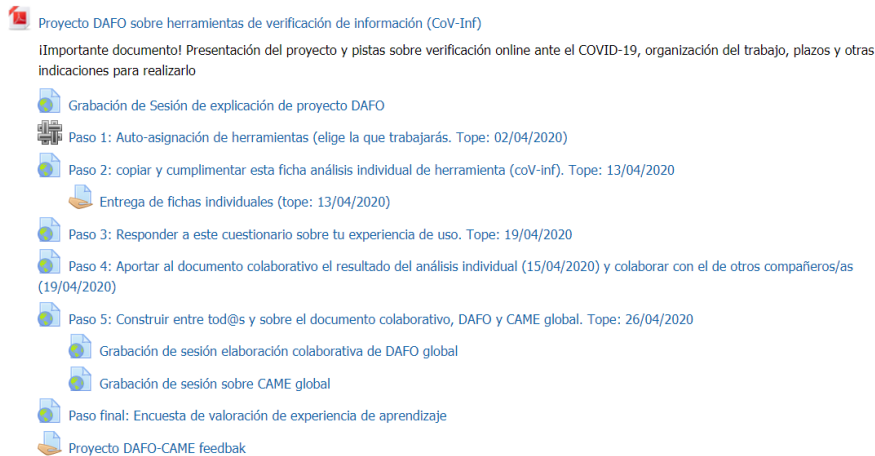 Proyecto DAFO sobre herramientas de verificación de información (CoV-Inf)
¡Importante documento! Presentación del proyecto y pistas sobre verificación online ante el COVID-19, organización del trabajo, plazos y otras
indicaciones para realizarlo
Grabación de Sesión de explicación de proyecto DAFO
Paso 1: Auto-asignación de herramientas (elige la que trabajarás. Tope: 02/04/2020)
Paso 2: copiar y cumplimentar esta ficha análisis individual de herramienta (coV-inf). Tope: 13/04/2020
Entrega de fichas individuales (tope: 13/04/2020)
Paso 3: Responder a este cuestionario sobre tu experiencia de uso. Tope: 19/04/2020
Paso 4: Aportar al documento colaborativo el resultado del análisis individual (15/04/2020) y colaborar con el de otros compañeros/as
(19/04/2020)
Paso 5: Construir entre tod@s y sobre el documento colaborativo, DAFO y CAME global. Tope: 26/04/2020
Grabación de sesión elaboración colaborativa de DAFO global
Grabación de sesión sobre CAME global
Paso final: Encuesta de valoración de experiencia de aprendizaje
Proyecto DAFO-CAME feedbak